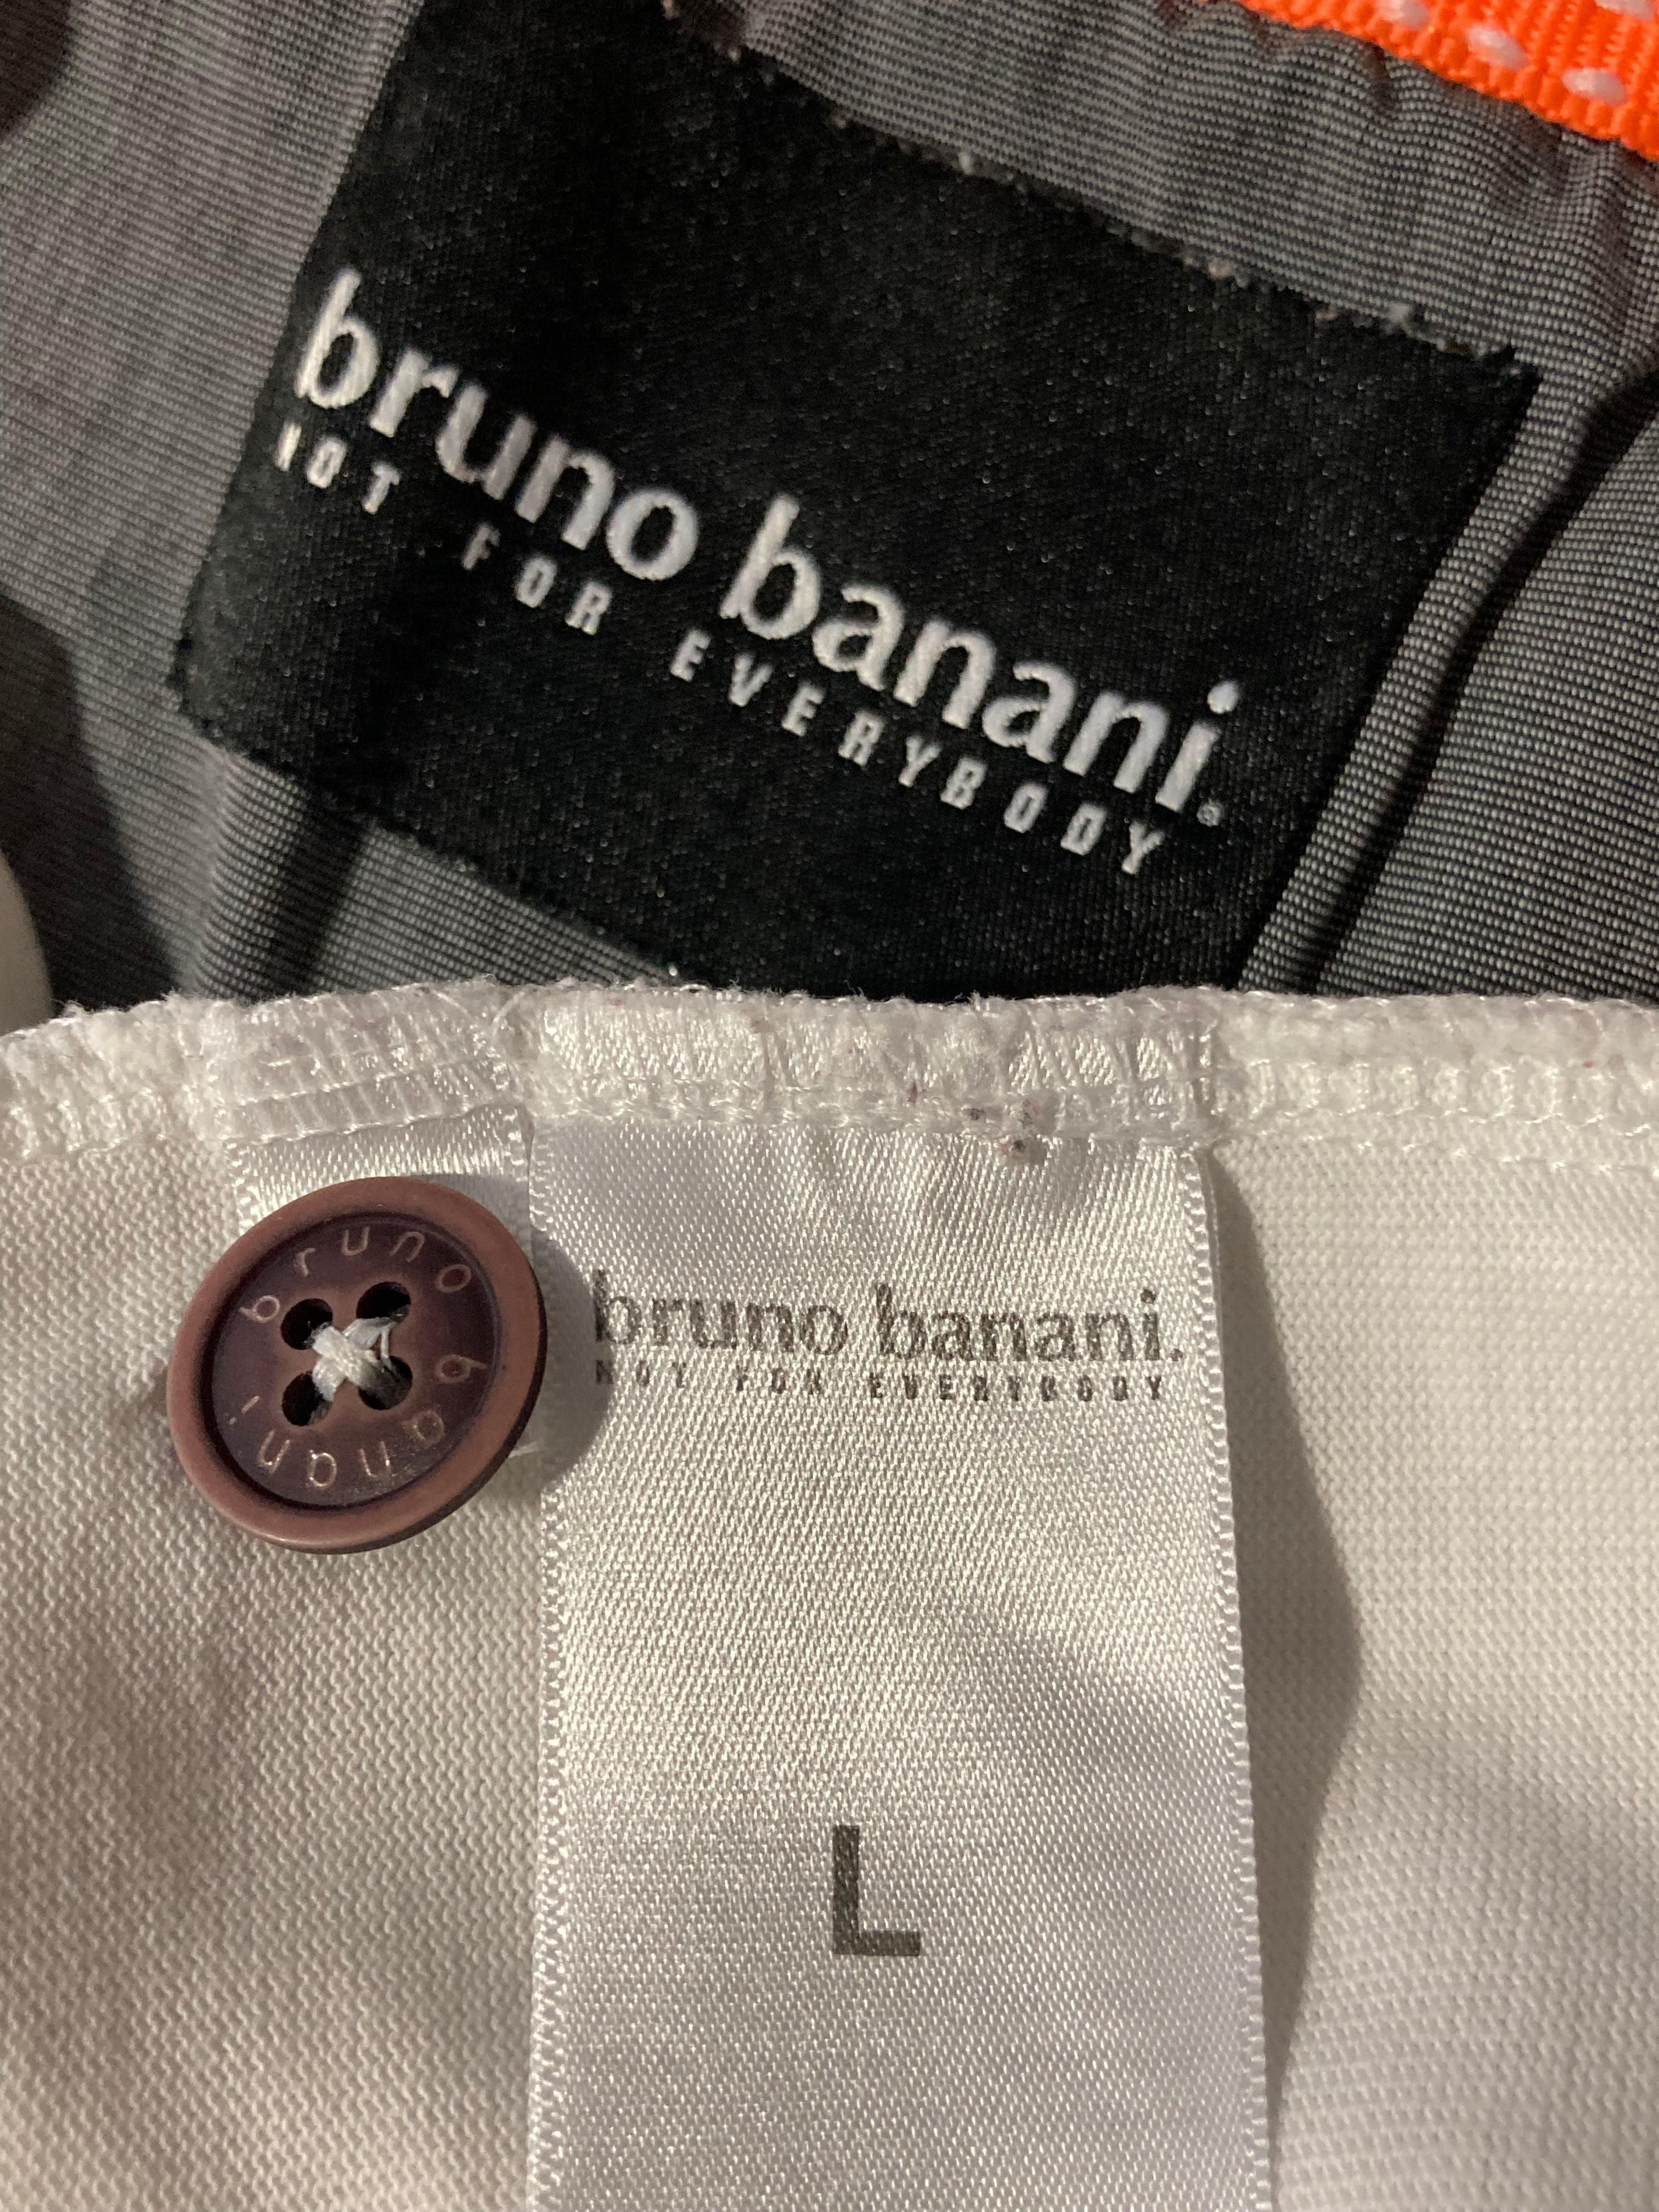 bruno banani.®
NOT FOR EVERYBODY
bruno banani
bruno banani.
NOT FOR EVERYBODY
L